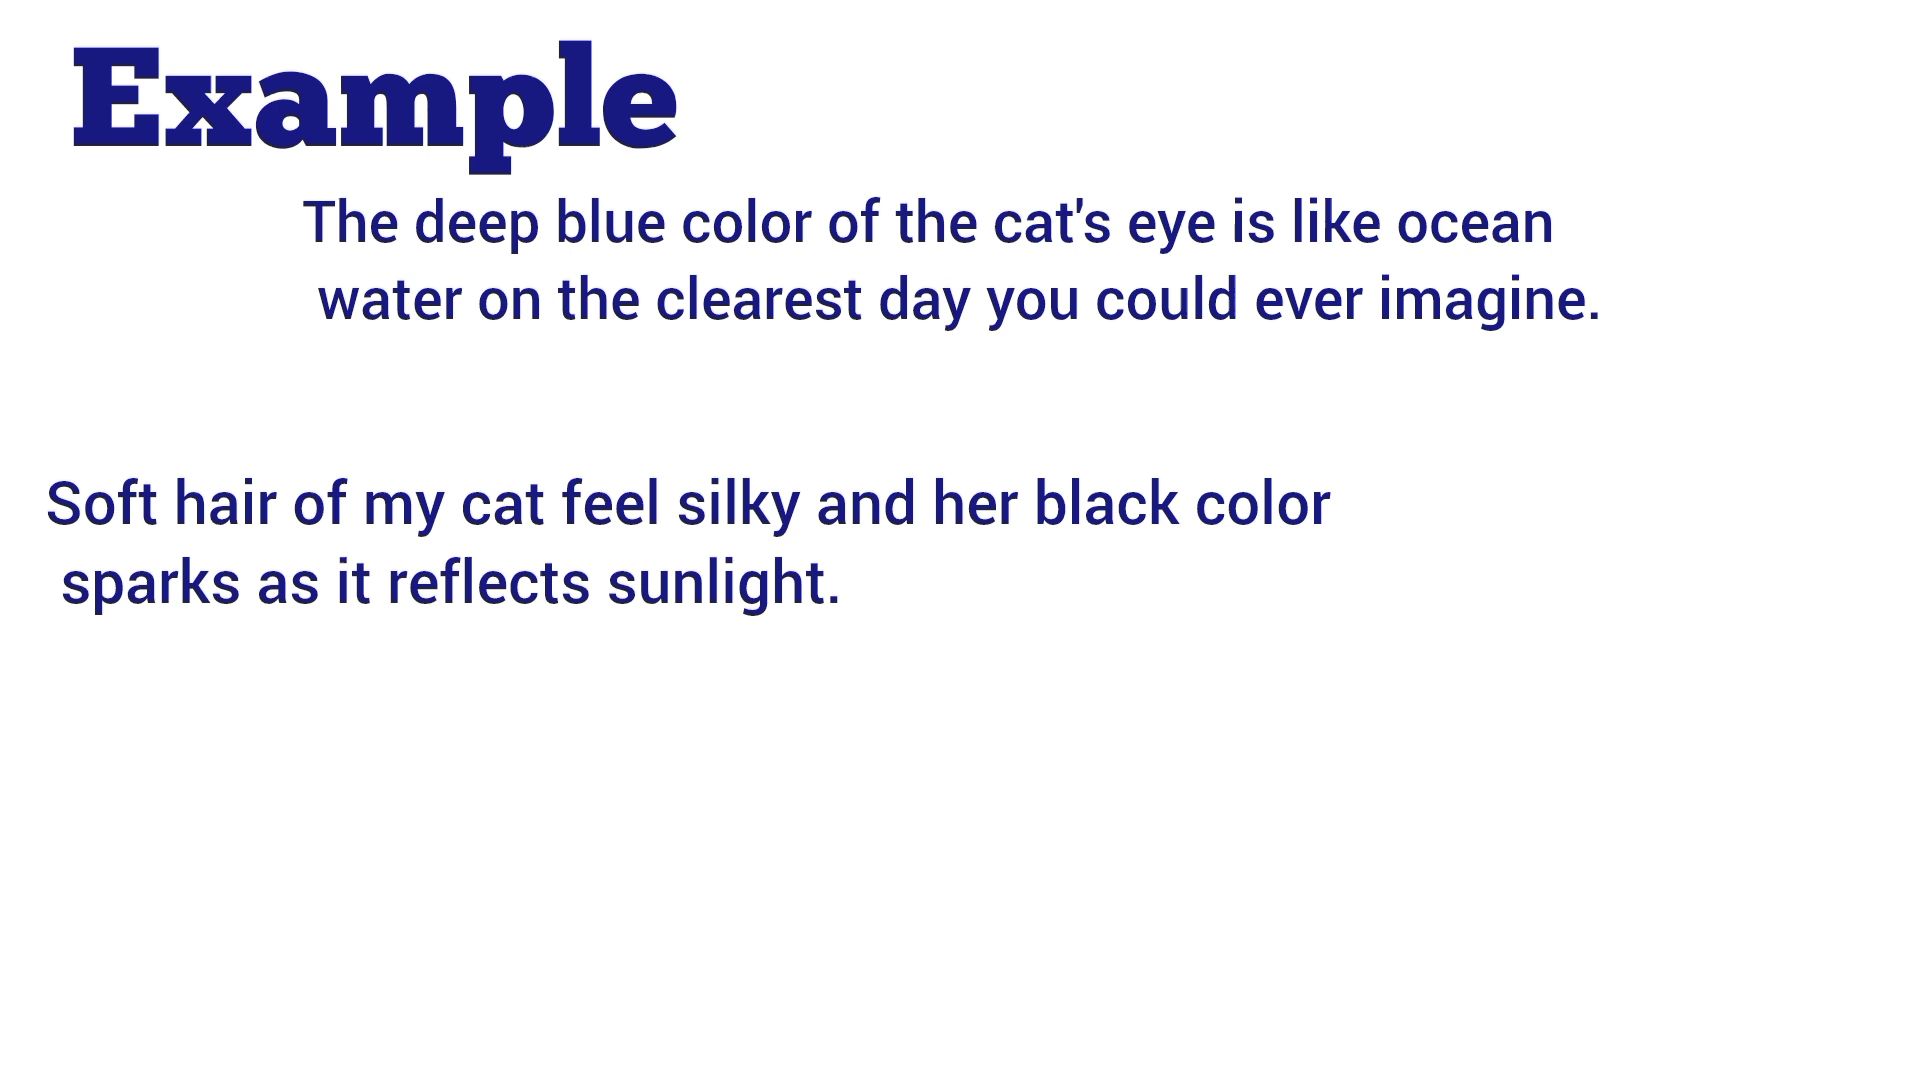 Example
The deep blue color of the cat's eye is like ocean
water on the clearest day you could ever imagine.
Soft hair of my cat feel silky and her black color
sparks as it reflects sunlight.